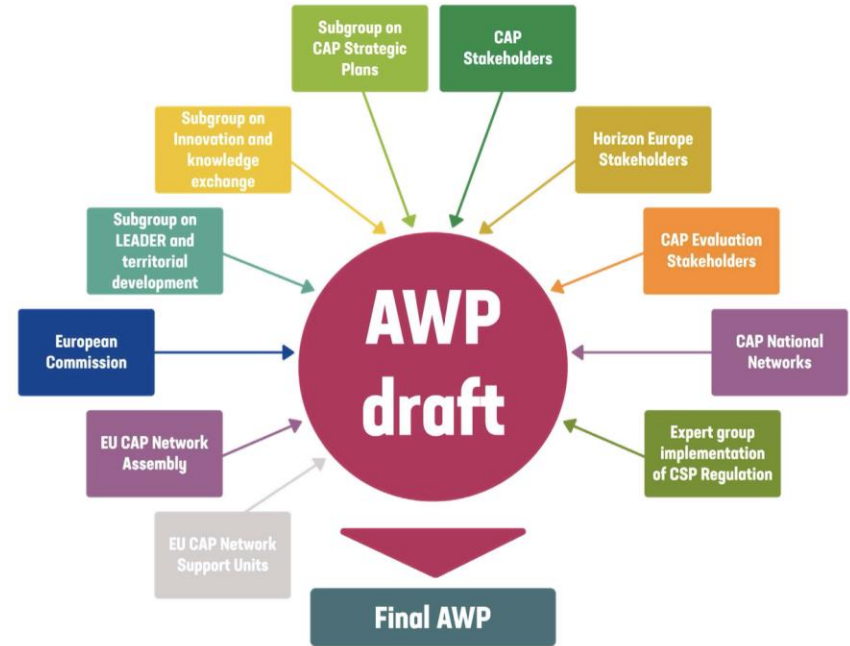 Subgroup on
CAP Strategic
Plans
CAP
Stakeholders
Subgroup on
Innovation and
knowledge
exchange
Horizon Europe
Stakeholders
Subgroup on
LEADER and
territorial
development
CAP Evaluation
Stakeholders
European
Commission
AWP
draft
CAP National
Networks
EU CAP Network
Assembly
Expert group
implementation
of CSP Regulation
EU CAP Network
Support Units
Final AWP